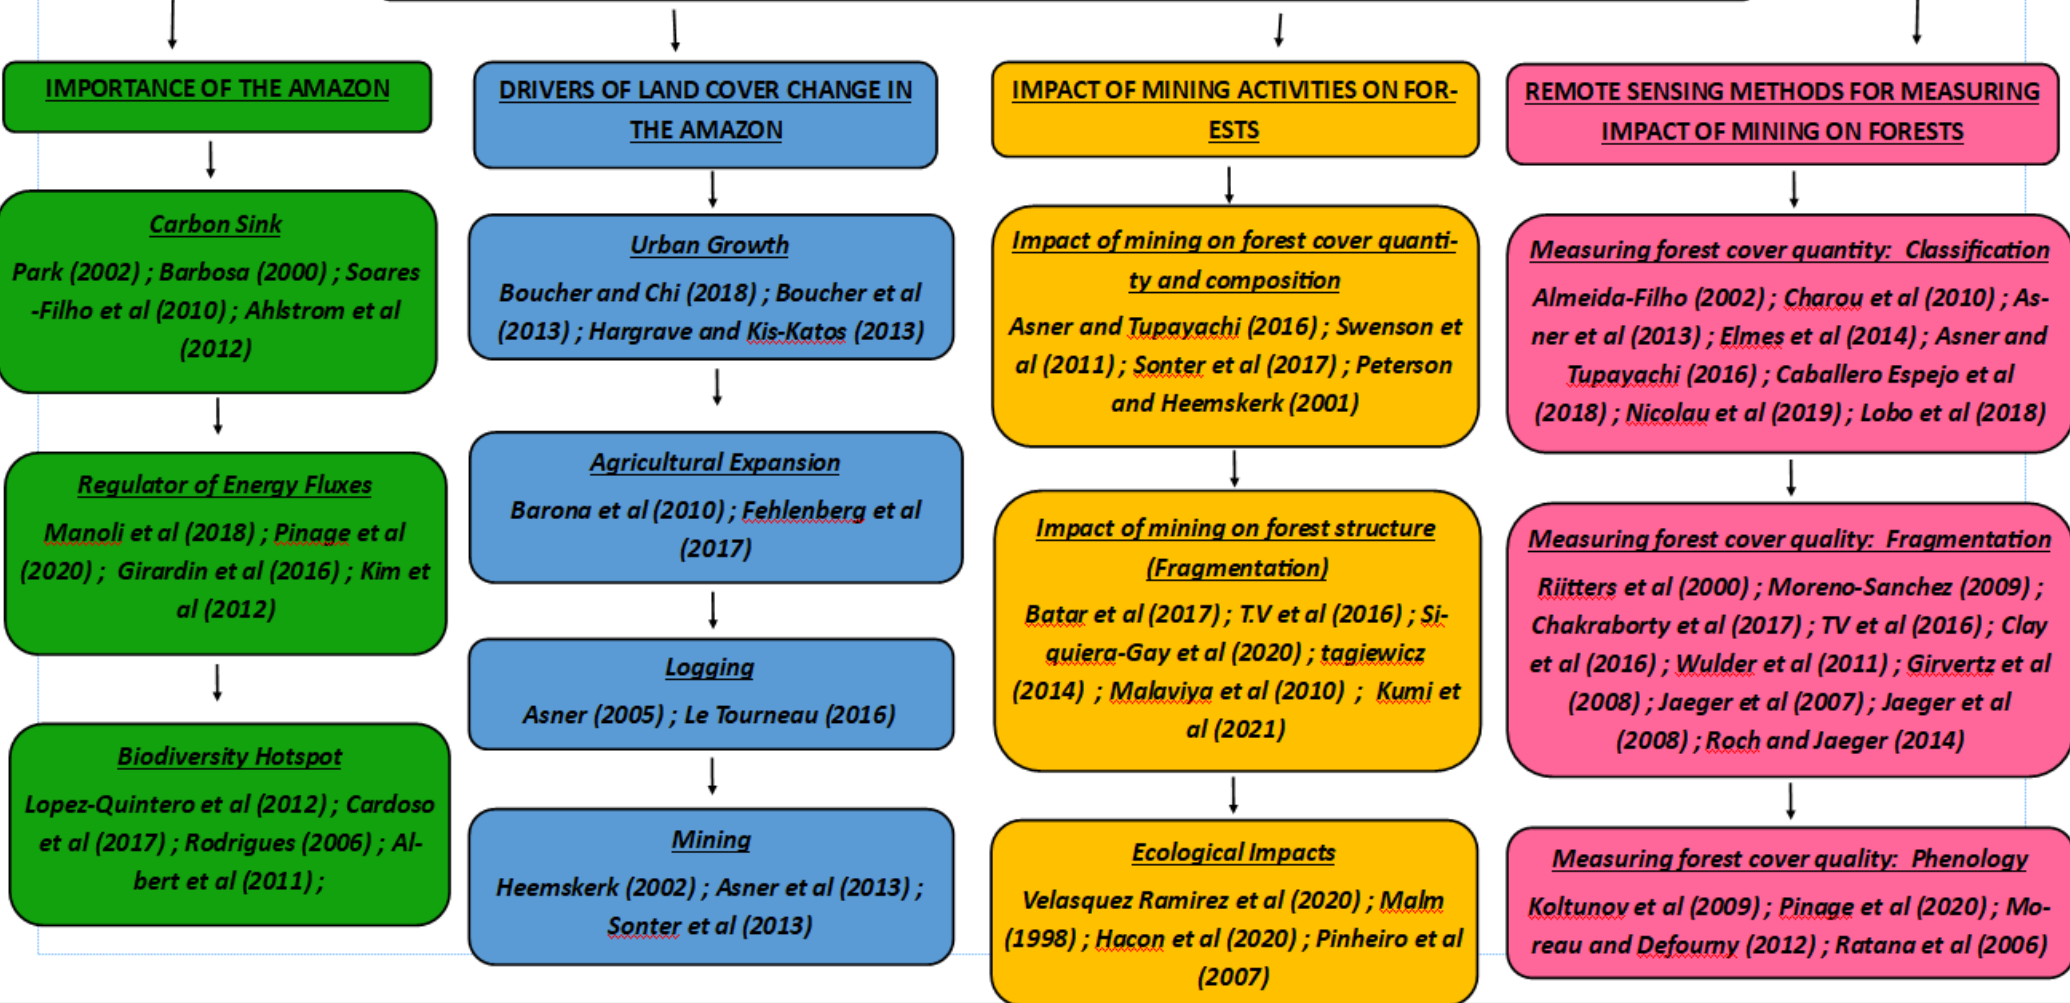 IMPORTANCE OF THE AMAZON
Carbon Sink
Park (2002) ; Barbosa (2000) ; Soares
-Filho et al (2010) ; Ahlstrom et al
(2012)
Regulator of Energy Fluxes
Manoli et al (2018) ; Pinage et al
(2020) ; Girardin et al (2016) ; Kim et
al (2012)
Biodiversity Hotspot
Lopez-Quintero et al (2012) ; Cardoso
et al (2017) ; Rodrigues (2006) ; Al-
bert et al (2011) ;
DRIVERS OF LAND COVER CHANGE IN
THE AMAZON
Urban Growth
Boucher and Chi (2018) ; Boucher et al
(2013) ; Hargrave and Kis-Katos (2013)
Agricultural Expansion
Barona et al (2010) ; Fehlenberg et al
(2017)
Logging
Asner (2005) ; Le Tourneau (2016)
Mining
Heemskerk (2002) ; Asner et al (2013) ;
Sonter et al (2013)
IMPACT OF MINING ACTIVITIES ON FOR-
ESTS
Impact of mining on forest cover quanti-
ty and composition
Asner and Tupayachi (2016) ; Swenson et
al (2011) ; Sonter et al (2017) ; Peterson
and Heemskerk (2001)
Impact of mining on forest structure
(Fragmentation)
Batar et al (2017) ; T.V et al (2016) ; Si-
quiera-Gay et al (2020) ; tagiewicz
(2014) ; Malaviya et al (2010) ; Kumi et
al (2021)
Ecological Impacts
Velasquez Ramirez et al (2020) ; Malm
(1998) ; Hacon et al (2020) ; Pinheiro et al
(2007)
REMOTE SENSING METHODS FOR MEASURING
IMPACT OF MINING ON FORESTS
Measuring forest cover quantity: Classification
Almeida-Filho (2002) ; Charou et al (2010) ; As-
ner et al (2013) ; Elmes et al (2014) ; Asner and
Tupayachi (2016) ; Caballero Espejo et al
(2018) ; Nicolau et al (2019) ; Lobo et al (2018)
Measuring forest cover quality: Fragmentation
Riitters et al (2000) ; Moreno-Sanchez (2009) ;
Chakraborty et al (2017) ; TV et al (2016) ; Clay
et al (2016) ; Wulder et al (2011) ; Girvertz et al
(2008) ; Jaeger et al (2007) ; Jaeger et al
(2008) ; Roch and Jaeger (2014)
Measuring forest cover quality: Phenology
Koltunov et al (2009) ; Pinage et al (2020) ; Mo-
reau and Defourny (2012) ; Ratana et al (2006)